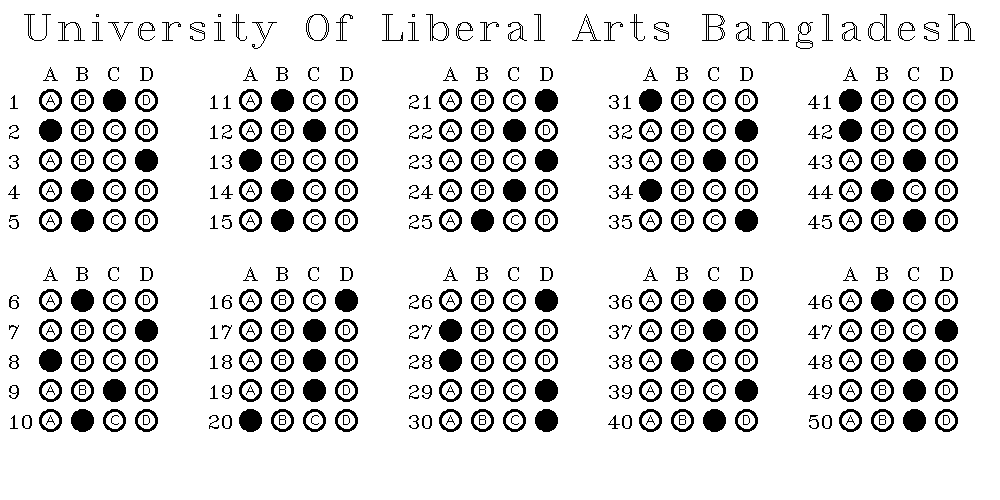 University Of Liberal Arts Bangladesh
A B C D A B C D A B C D A B C D A B C D
1 A B D 11 A C D 21 A B C 31 B C D 41 B C D
2 B C D 12 A B D 22 A B D 32 A B C 42 B C D
3 A B C 13 B C D 23 A B C 33 A B D 43 A B D
4 A C D 14 A C D 24 A B D 34 B C D 44 A C D
5 A C D 15 A C D 25 A C D 35 A B C 45 A B D
A B C D A B C D A B C D A B C D A B C D
6 A C D 16 A B C 26 A B C 36 A B D 46 A C D
7 A B C 17 A B D 27 B C D 37 A B D 47 A B C
8 B C D 18 A B D 28 B C D 38 A C D 48 A B D
9 A B D 19 A B D 29 A B C 39 A B C 49 A B D
10 A C D 20 B C D 30 A B C 40 A B D 50 A B D